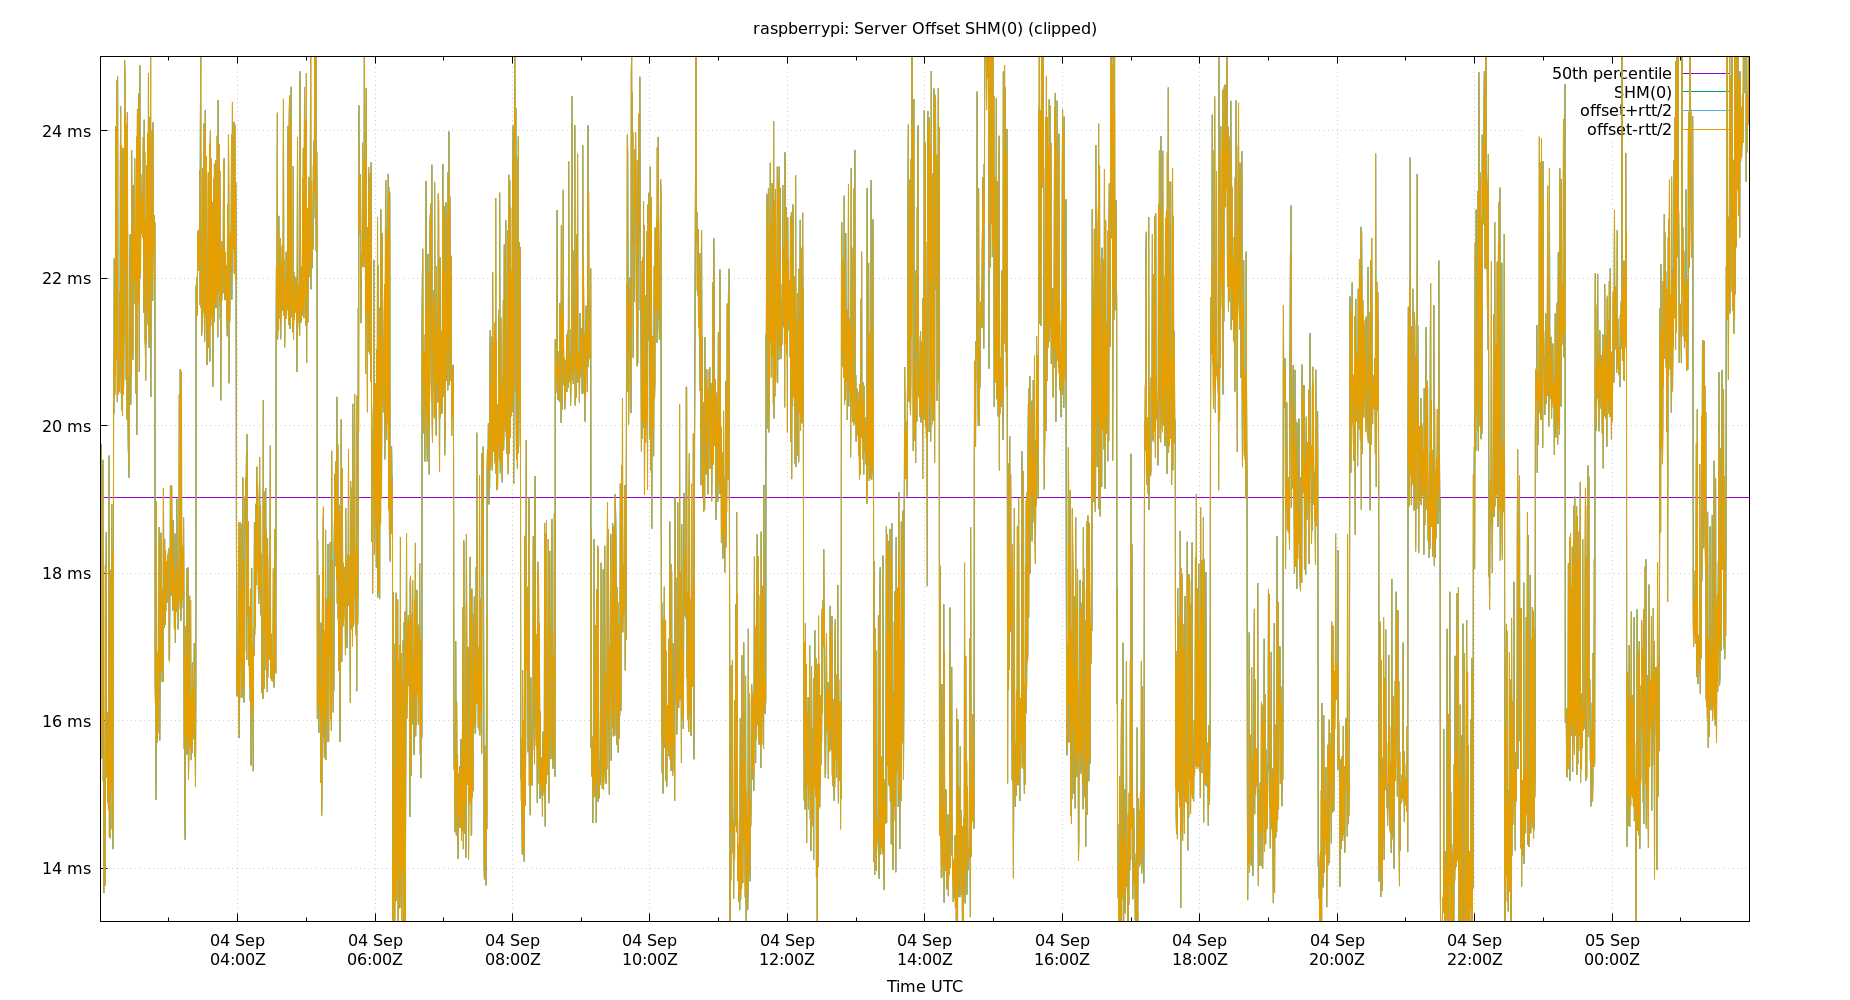 raspberrypi: Server Offset SHM(0) (clipped)
50th percentile
SHM(0)
offset+rtt/2
offset-rtt/2
24 ms
22 ms
20 ms
18 ms
16 ms
14 ms
04 Sep 04 Sep 04 Sep 04 Sep 04 Sep 04 Sep 04 Sep 04 Sep 04 Sep 04 Sep 05 Sep
04:00Z 06:00Z 08:00Z 10:00Z 12:00Z 14:00Z 16:00Z 18:00Z 20:00Z 22:00Z 00:00Z
Time UTC